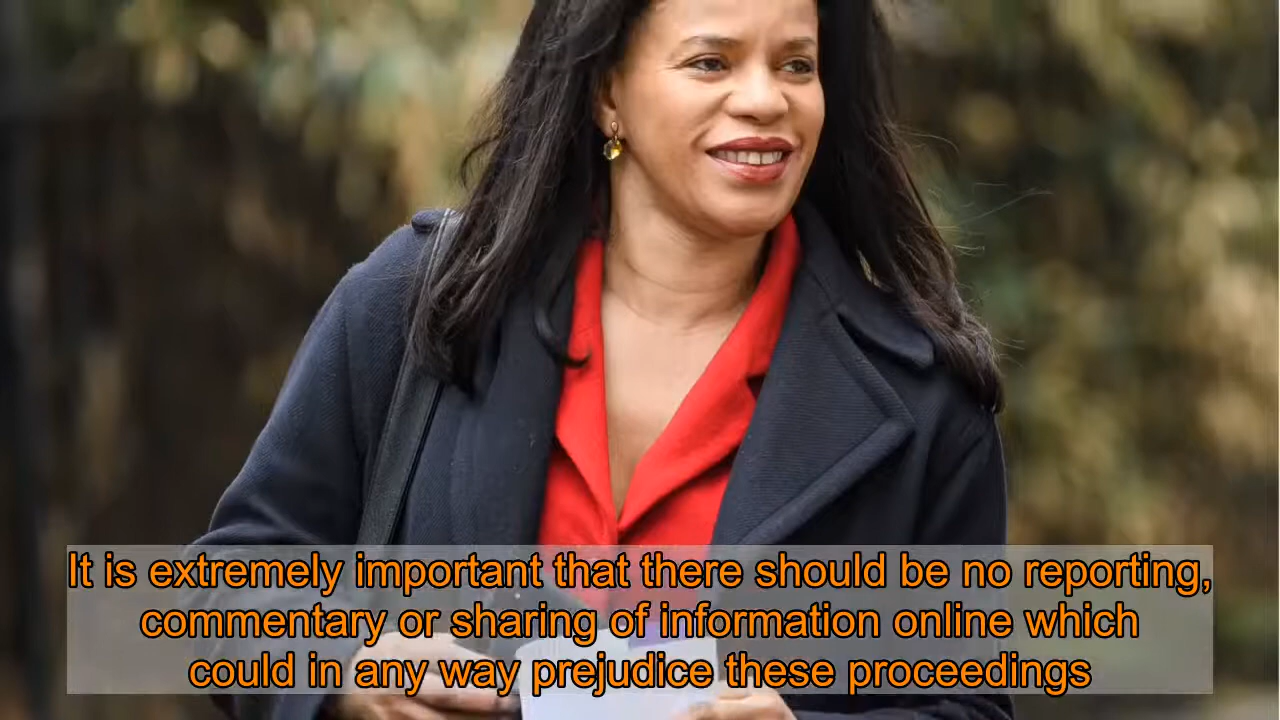 It is extremely important that there should be no reporting,
commentary or sharing of information online which
could in any way prejudice these proceedings